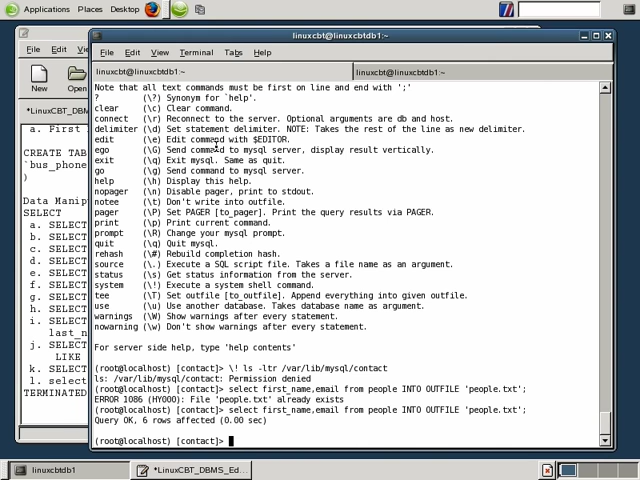 Applications Places Desktop
linuxcbt@linuxcbtdb1:~
File Edit View Terminal Tabs Help
linuxcbt@linuxcbtdb1:~ linuxcbt@linuxcbtdb1:~
Note that all text commands must be first on line and end with ';'
? (\?) Synonym for `help'.
clear (\c) Clear command.
connect (\r) Reconnect to the server. Optional arguments are db and host.
delimiter (\d) Set statement delimiter. NOTE: Takes the rest of the line as new delimiter.
edit (\e) Edit command with $EDITOR.
ego (\G) Send command to mysql server, display result vertically.
exit (\q) Exit mysql. Same as quit.
go (\g) Send command to mysql server.
help (\h) Display this help.
nopager (\n) Disable pager, print to stdout.
notee (\t) Don't write into outfile.
pager (\P) Set PAGER [to_pager]. Print the query results via PAGER.
print (\p) Print current command.
prompt (\R) Change your mysql prompt.
quit (\q) Quit mysql.
rehash (\#) Rebuild completion hash.
source (\.) Execute a SQL script file. Takes a file name as an argument.
status (\s) Get status information from the server.
system (\!) Execute a system shell command.
tee (\T) Set outfile [to_outfile]. Append everything into given outfile.
use (\u) Use another database. Takes database name as argument.
warnings (\W) Show warnings after every statement.
nowarning (\w) Don't show warnings after every statement.
For server side help, type 'help contents'
(root@localhost) [contact]> \! ls -ltr /var/lib/mysql/contact
ls: /var/lib/mysql/contact: Permission denied
(root@localhost) [contact]> select first_name,email from people INTO OUTFILE 'people.txt';
ERROR 1086 (HY000): File 'people.txt' already exists
(root@localhost) [contact]> select first_name,email from people INTO OUTFILE 'people.txt';
Query OK, 6 rows affected (0.00 sec)
(root@localhost) [contact]>
File Edit
New Open
*LinuxCBT_DBM
a. First
CREATE TAB
`bus_phone
)
Data Manip
SELECT
a. SELECT
b. SELECT
c. SELECT
d. SELECT
e. SELECT
f. SELECT
g. SELECT
h. SELECT
i. SELECT
last_n
j. SELECT
LIKE
k. SELECT
l. select
TERMINATED
linuxcbtdb1 *LinuxCBT_DBMS_Ed...